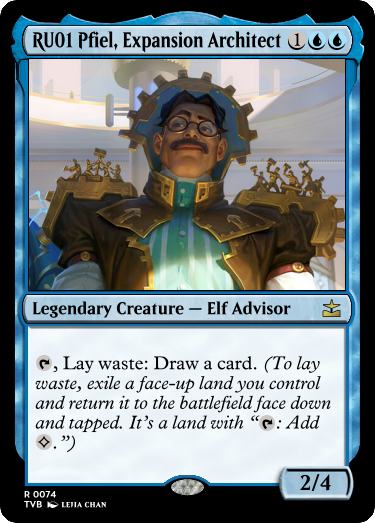 RU01 Pfiel, Expansion Architect 1
Legendary Creature — Elf Advisor
, Lay waste: Draw a card. (To lay
waste, exile a face-up land you control
and return it to the battlefield face down
and tapped. It's a land with “: Add
.”)
2/4
R 0074
TVB LEJIA CHAN